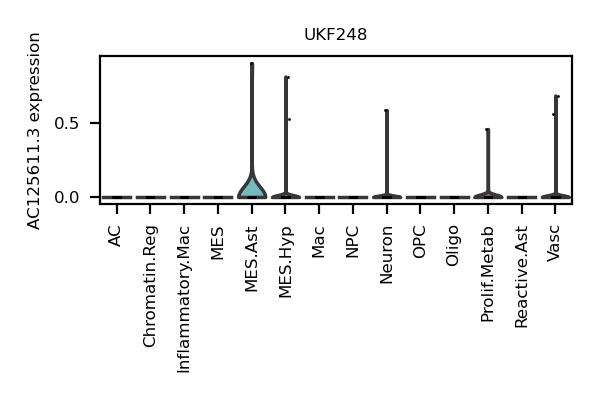 UKF248
AC125611.3 expression
0.5
0.0
AC
Chromatin.Reg
Inflammatory.Mac
MES
MES.Ast
MES.Hyp
Mac
NPC
Neuron
OPC
Oligo
Prolif.Metab
Reactive.Ast
Vasc